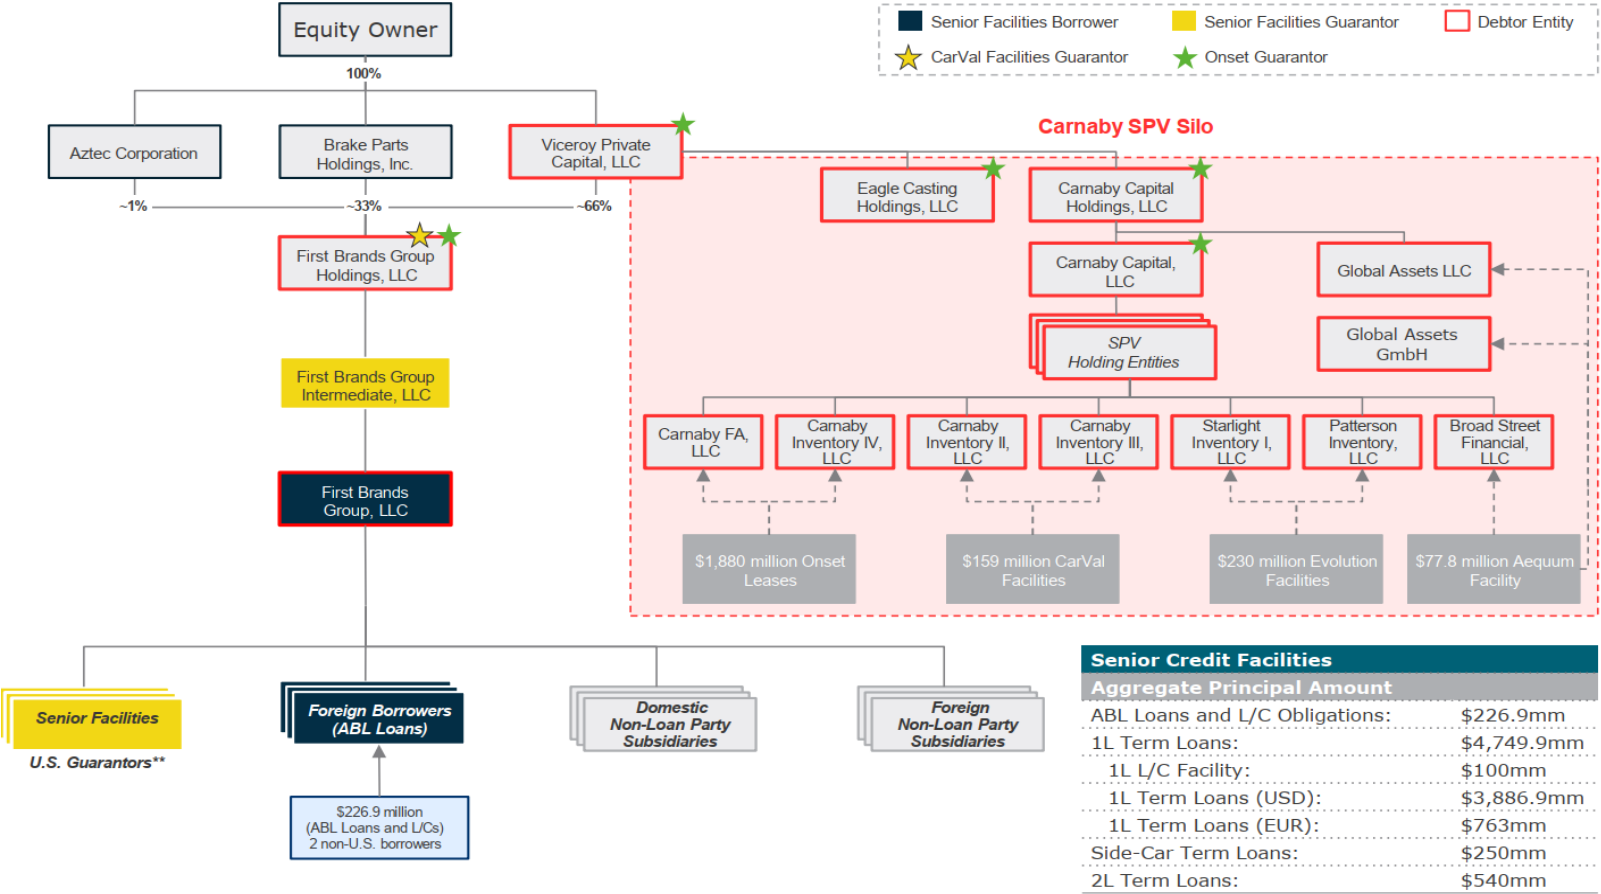 Equity Owner
100%
Senior Facilities Borrower
Senior Facilities Guarantor
Debtor Entity
CarVal Facilities Guarantor
Onset Guarantor
Aztec Corporation
Brake Parts
Holdings, Inc.
Viceroy Private
Capital, LLC
~1%
~33%
~66%
First Brands Group
Holdings, LLC
First Brands Group
Intermediate, LLC
First Brands
Group, LLC
Carnaby SPV Silo
Eagle Casting
Holdings, LLC
Carnaby Capital
Holdings, LLC
Carnaby Capital,
LLC
Global Assets LLC
SPV
Holding Entities
Global Assets
GmbH
Carnaby FA,
LLC
Carnaby
Inventory IV,
LLC
Carnaby
Inventory II,
LLC
Carnaby
Inventory III,
LLC
Starlight
Inventory I,
LLC
Patterson
Inventory,
LLC
Broad Street
Financial,
LLC
$1,880 million Onset
Leases
$159 million CarVal
Facilities
$230 million Evolution
Facilities
$77.8 million Aequum
Facility
Senior Facilities
U.S. Guarantors**
Foreign Borrowers
(ABL Loans)
Domestic
Non-Loan Party
Subsidiaries
Foreign
Non-Loan Party
Subsidiaries
$226.9 million
(ABL Loans and L/Cs)
2 non-U.S. borrowers
Senior Credit Facilities
Aggregate Principal Amount
ABL Loans and L/C Obligations: $226.9mm
1L Term Loans: $4,749.9mm
1L L/C Facility: $100mm
1L Term Loans (USD): $3,886.9mm
1L Term Loans (EUR): $763mm
Side-Car Term Loans: $250mm
2L Term Loans: $540mm